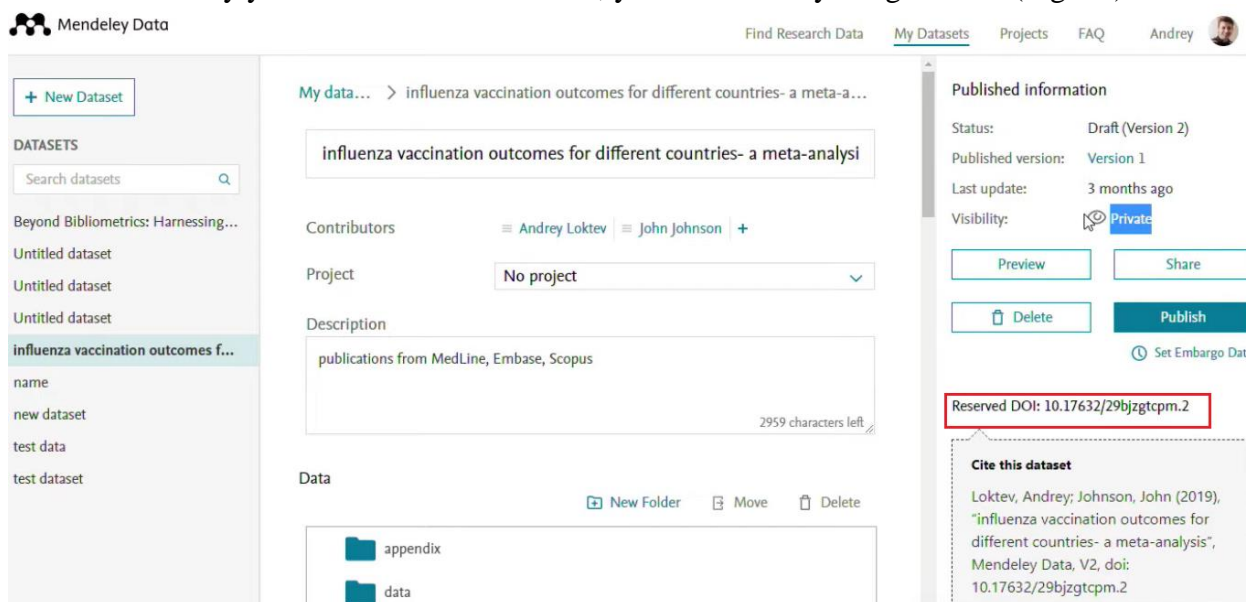 Mendeley Data
Find Research Data My Datasets Projects FAQ Andrey
+ New Dataset
DATASETS
Search datasets
Beyond Bibliometrics: Harnessing...
Untitled dataset
Untitled dataset
Untitled dataset
influenza vaccination outcomes f...
name
new dataset
test data
test dataset
My data... > influenza vaccination outcomes for different countries- a meta-a...
influenza vaccination outcomes for different countries- a meta-analysi
Contributors Andrey Loktev John Johnson +
Project No project
Description
publications from MedLine, Embase, Scopus
2959 characters left
Data
New Folder Move Delete
appendix
data
Published information
Status: Draft (Version 2)
Published version: Version 1
Last update: 3 months ago
Visibility: Private
Preview Share
Delete Publish
Set Embargo Dat
Reserved DOI: 10.17632/29bjzgtcpm.2
Cite this dataset
Loktev, Andrey; Johnson, John (2019),
"influenza vaccination outcomes for
different countries- a meta-analysis",
Mendeley Data, V2, doi:
10.17632/29bjzgtcpm.2